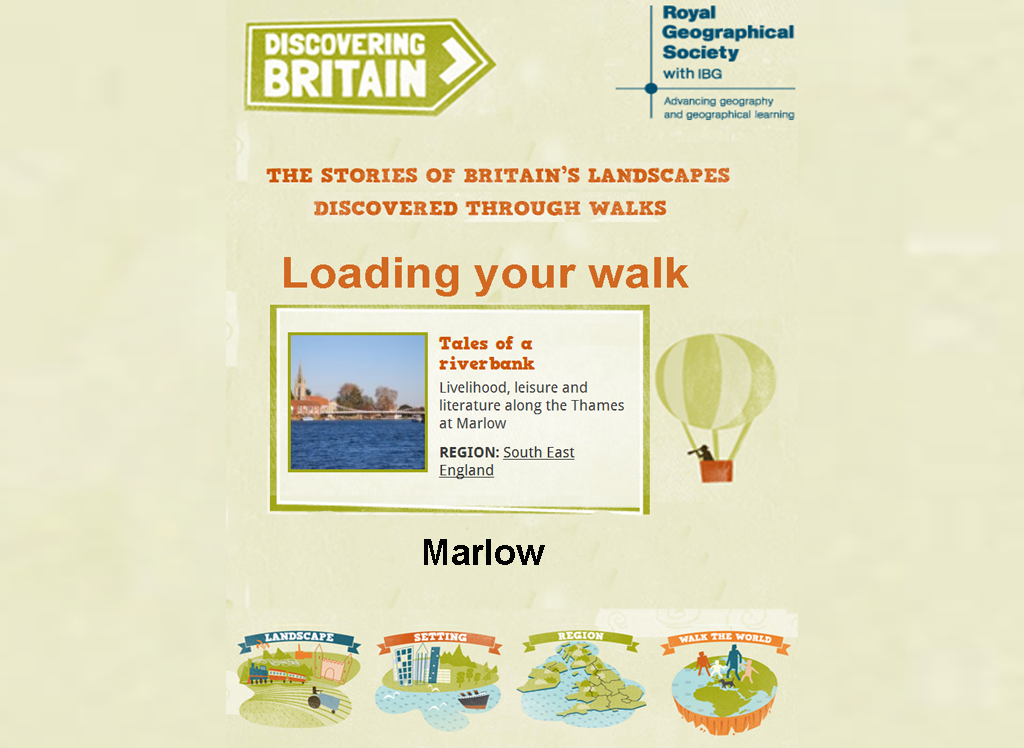 DISCOVERING
BRITAIN
Royal
Geographical
Society
with IBG
Advancing geography
and geographical learning
THE STORIES OF BRITAIN'S LANDSCAPES
DISCOVERED THROUGH WALKS
Loading your walk
Tales of a
riverbank
Livelihood, leisure and
literature along the Thames
at Marlow
REGION: South East
England
Marlow
LANDSCAPE
SETTING
REGION
WALK THE WORLD